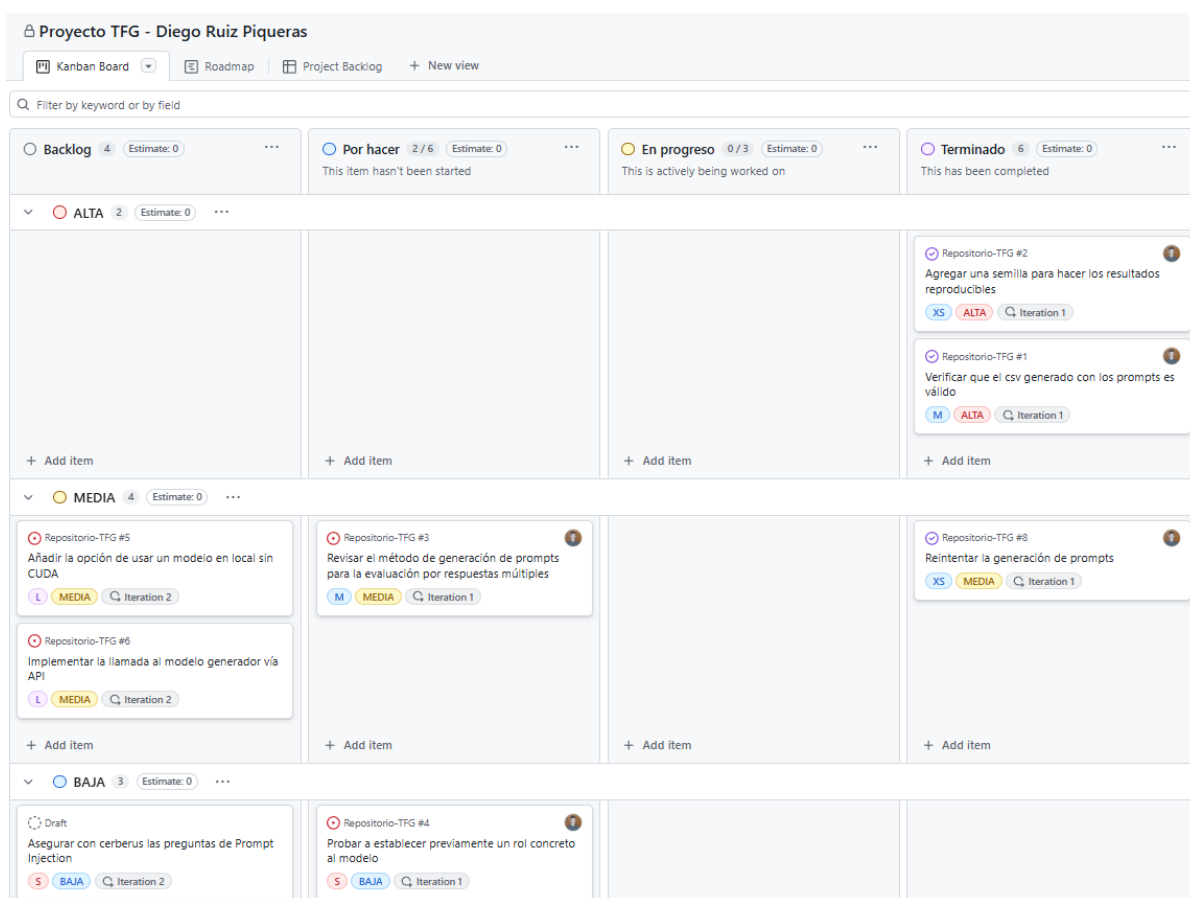 Proyecto TFG - Diego Ruiz Piqueras
Kanban Board
Roadmap
Project Backlog
+ New view
Filter by keyword or by field
Backlog 4 Estimate: 0 ...
Por hacer 2 / 6 Estimate: 0 ...
This item hasn't been started
En progreso 0 / 3 Estimate: 0 ...
This is actively being worked on
Terminado 6 Estimate: 0 ...
This has been completed
ALTA 2 Estimate: 0 ...
Repositorio-TFG #2
Agregar una semilla para hacer los resultados
reproducibles
XS ALTA Iteration 1
Repositorio-TFG #1
Verificar que el csv generado con los prompts es
válido
M ALTA Iteration 1
+ Add item
+ Add item
+ Add item
+ Add item
MEDIA 4 Estimate: 0 ...
Repositorio-TFG #5
Añadir la opción de usar un modelo en local sin
CUDA
L MEDIA Iteration 2
Repositorio-TFG #6
Implementar la llamada al modelo generador vía
API
L MEDIA Iteration 2
Repositorio-TFG #3
Revisar el método de generación de prompts
para la evaluación por respuestas múltiples
M MEDIA Iteration 1
Repositorio-TFG #8
Reintentar la generación de prompts
XS MEDIA Iteration 1
+ Add item
+ Add item
+ Add item
+ Add item
BAJA 3 Estimate: 0 ...
Draft
Asegurar con cerberus las preguntas de Prompt
Injection
S BAJA Iteration 2
Repositorio-TFG #4
Probar a establecer previamente un rol concreto
al modelo
S BAJA Iteration 1